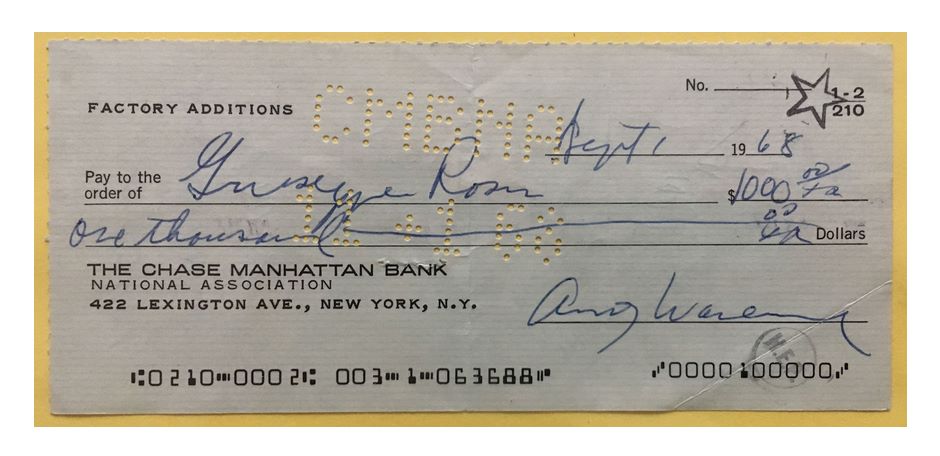 No.
1-2
210
FACTORY ADDITIONS
CMBNA
Sept 1 1968
Pay to the
order of Giuseppe Rossi $1000 00/xx
One thousand 00/xx Dollars
THE CHASE MANHATTAN BANK
NATIONAL ASSOCIATION
422 LEXINGTON AVE., NEW YORK, N.Y.
Andy Warhol
⑆0210⑉0002⑆ 003⑉1⑉063688⑈ ⑇0000100000⑇